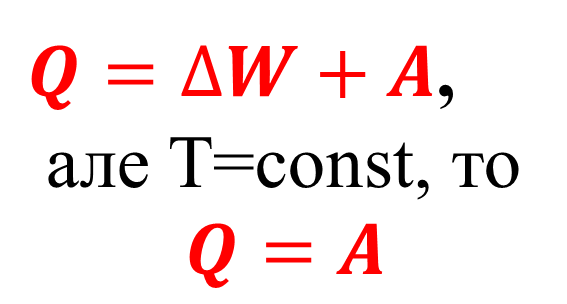 Q = ΔW + A,
але T=const, то
Q = A